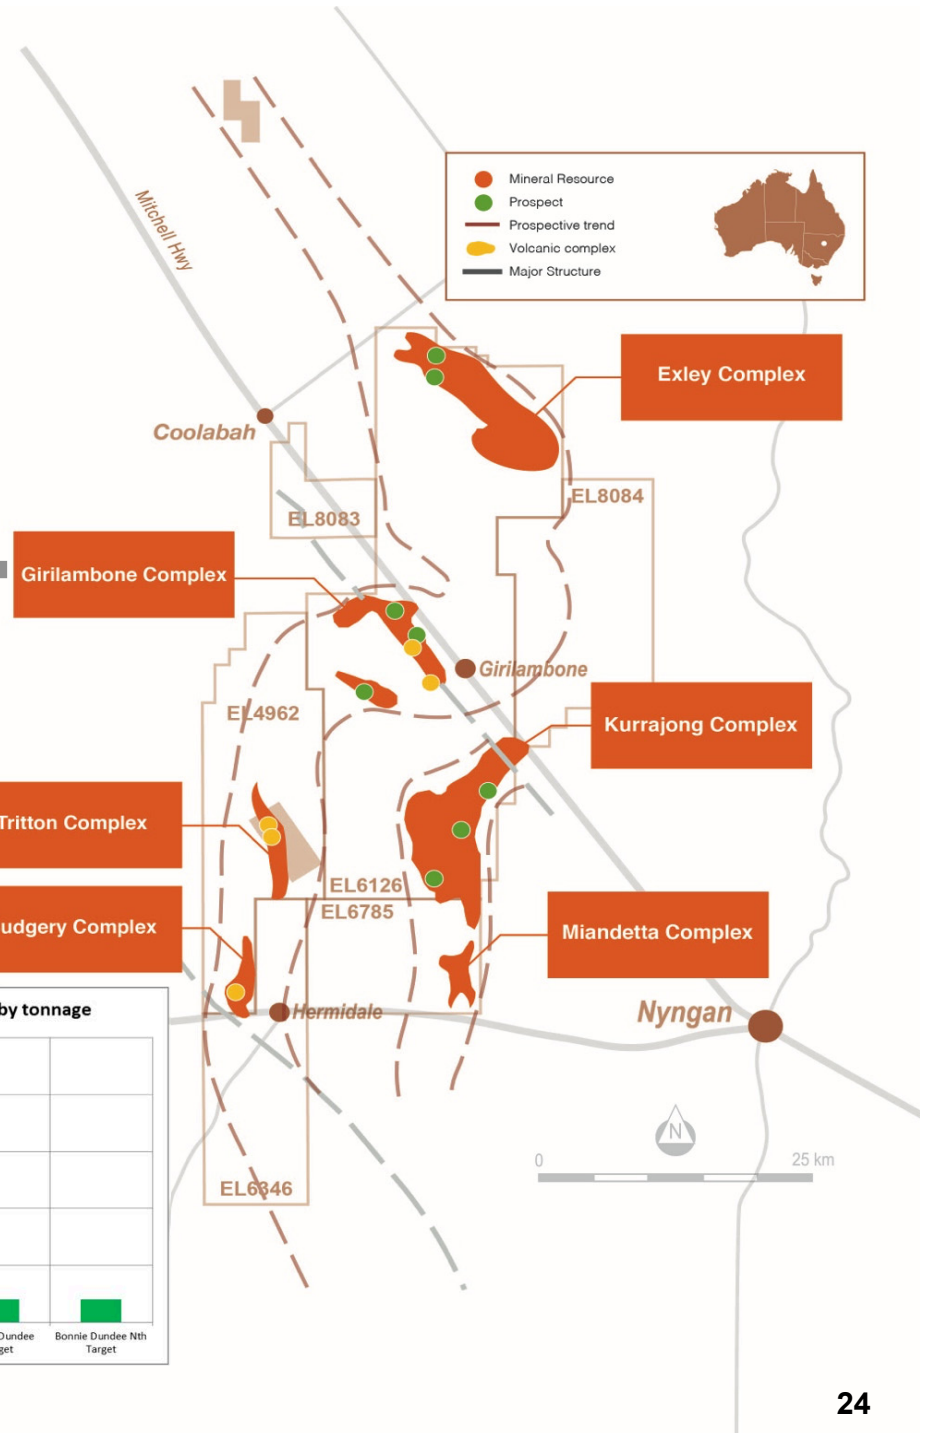 Mitchell Hwy
Mineral Resource
Prospect
Prospective trend
Volcanic complex
Major Structure
Exley Complex
Coolabah
EL8084
EL8083
Girilambone Complex
Girilambone
EL4962
Kurrajong Complex
Tritton Complex
EL6126
EL6785
udgery Complex
Miandetta Complex
by tonnage
Hermidale
Nyngan
N
0
25 km
EL6346
Dundee
get
Bonnie Dundee Nth
Target
24